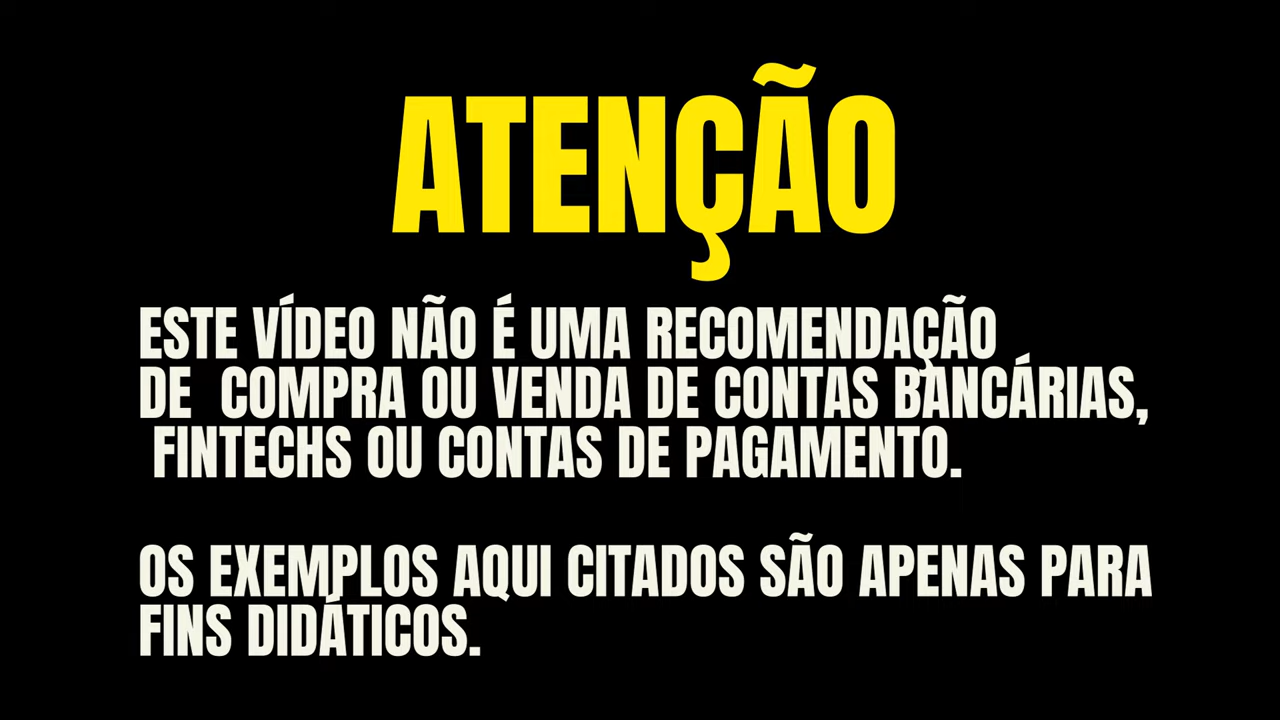 ATENÇÃO
ESTE VÍDEO NÃO É UMA RECOMENDAÇÃO
DE COMPRA OU VENDA DE CONTAS BANCÁRIAS,
FINTECHS OU CONTAS DE PAGAMENTO.
OS EXEMPLOS AQUI CITADOS SÃO APENAS PARA
FINS DIDÁTICOS.